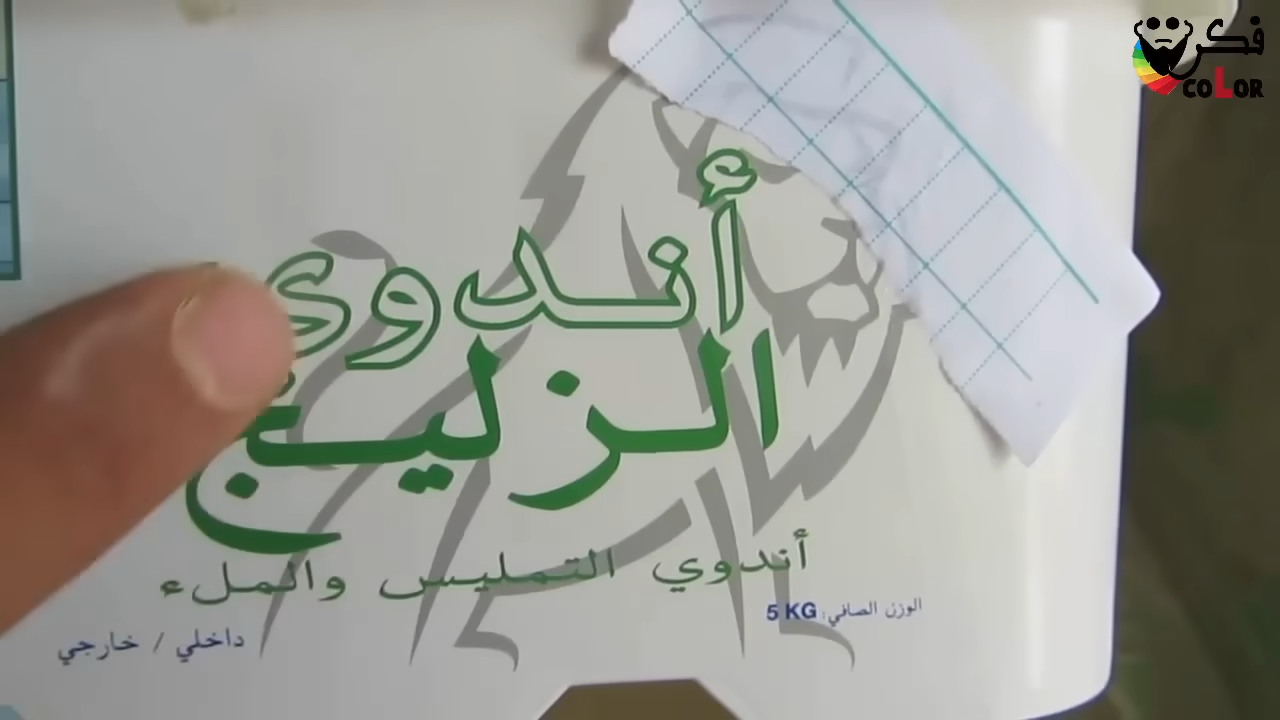 فكر
COLOR
أندوي
الزليج
أندوي التمليس والملء
الوزن الصافي: 5 KG
داخلي / خارجي